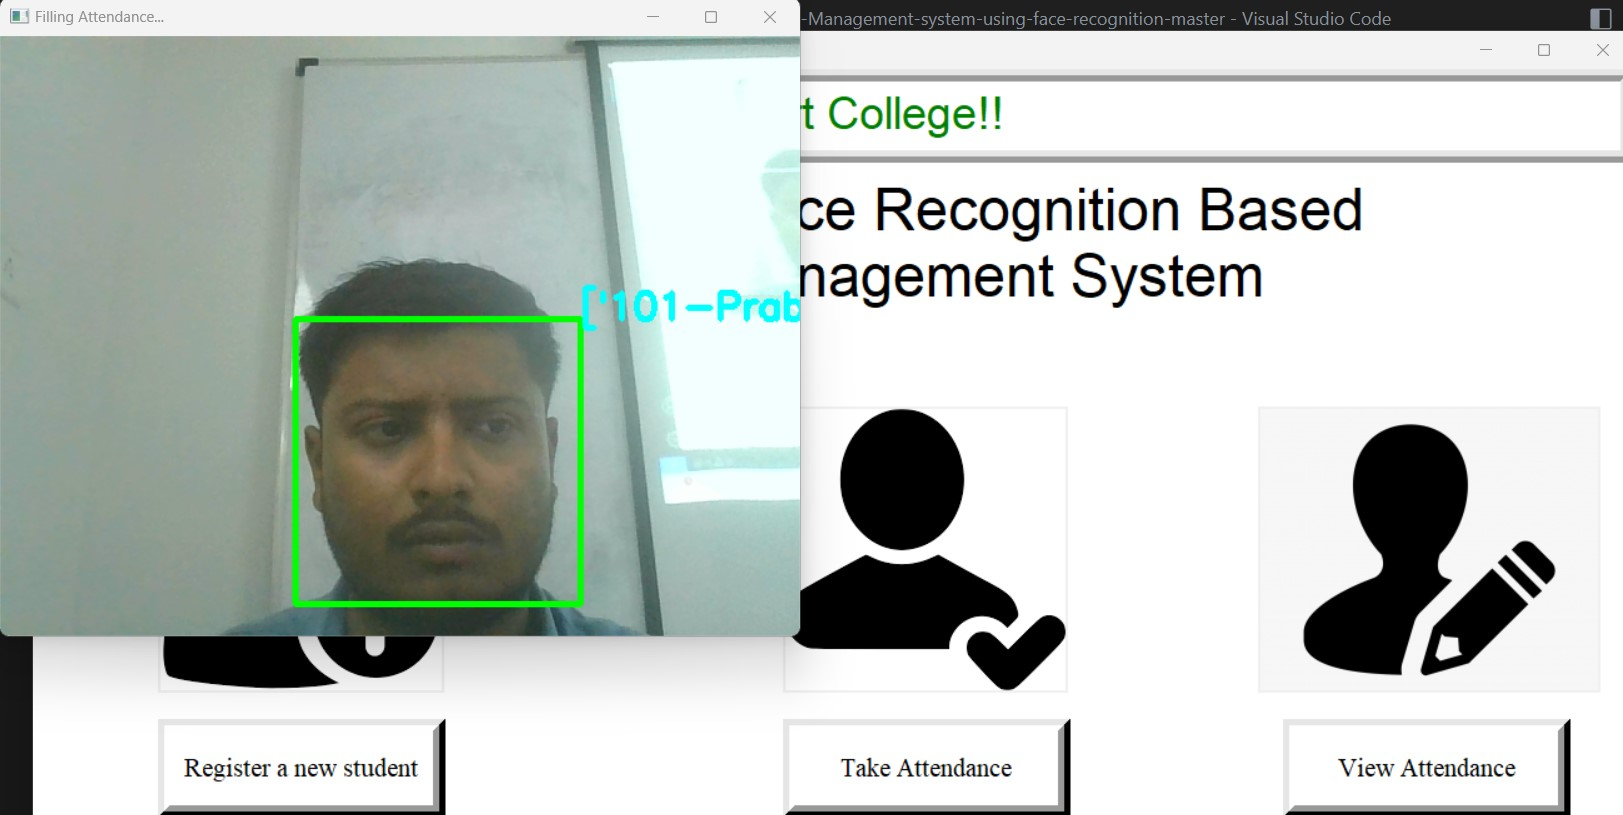 Filling Attendance...
-Management-system-using-face-recognition-master - Visual Studio Code
rt College!!
ce Recognition Based
nagement System
['101-Prab
Register a new student
Take Attendance
View Attendance